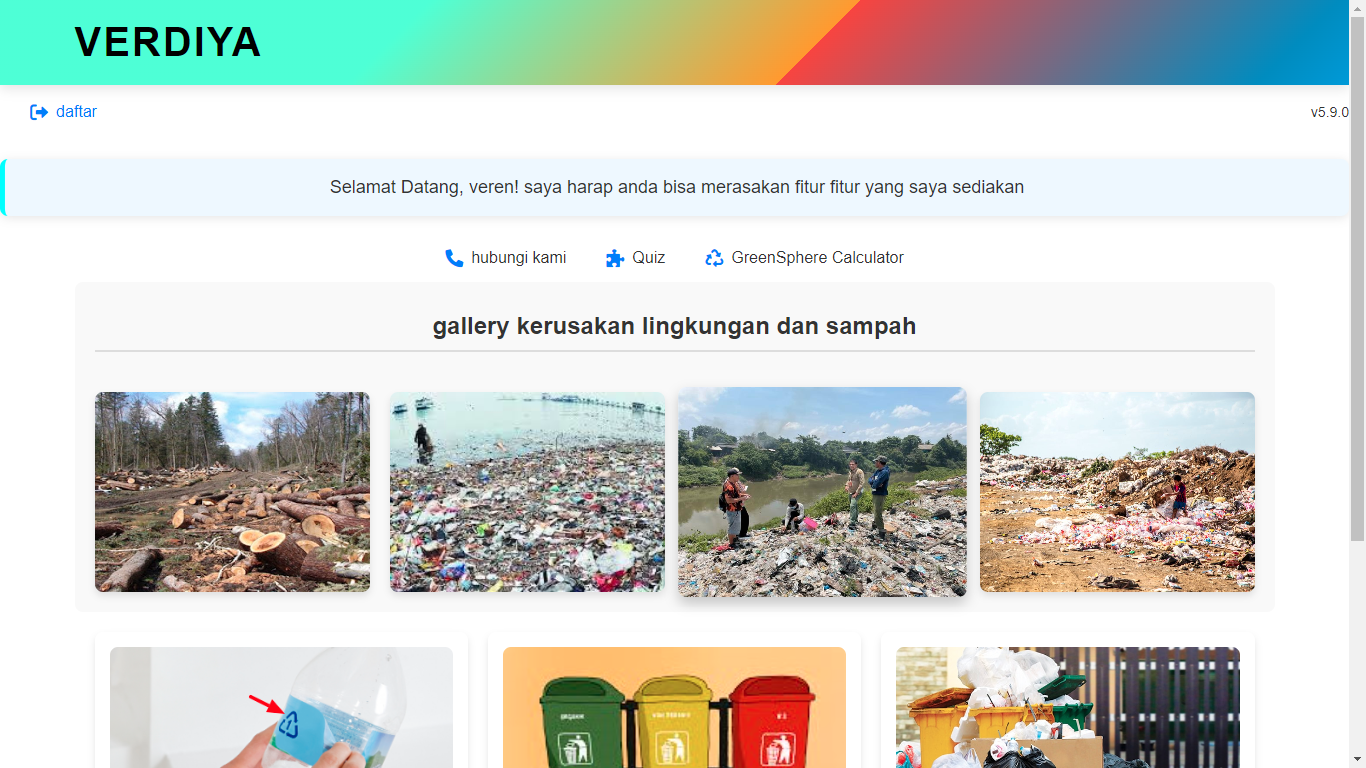 VERDIYA
daftar
v5.9.0
Selamat Datang, veren! saya harap anda bisa merasakan fitur fitur yang saya sediakan
hubungi kami
Quiz
GreenSphere Calculator
gallery kerusakan lingkungan dan sampah